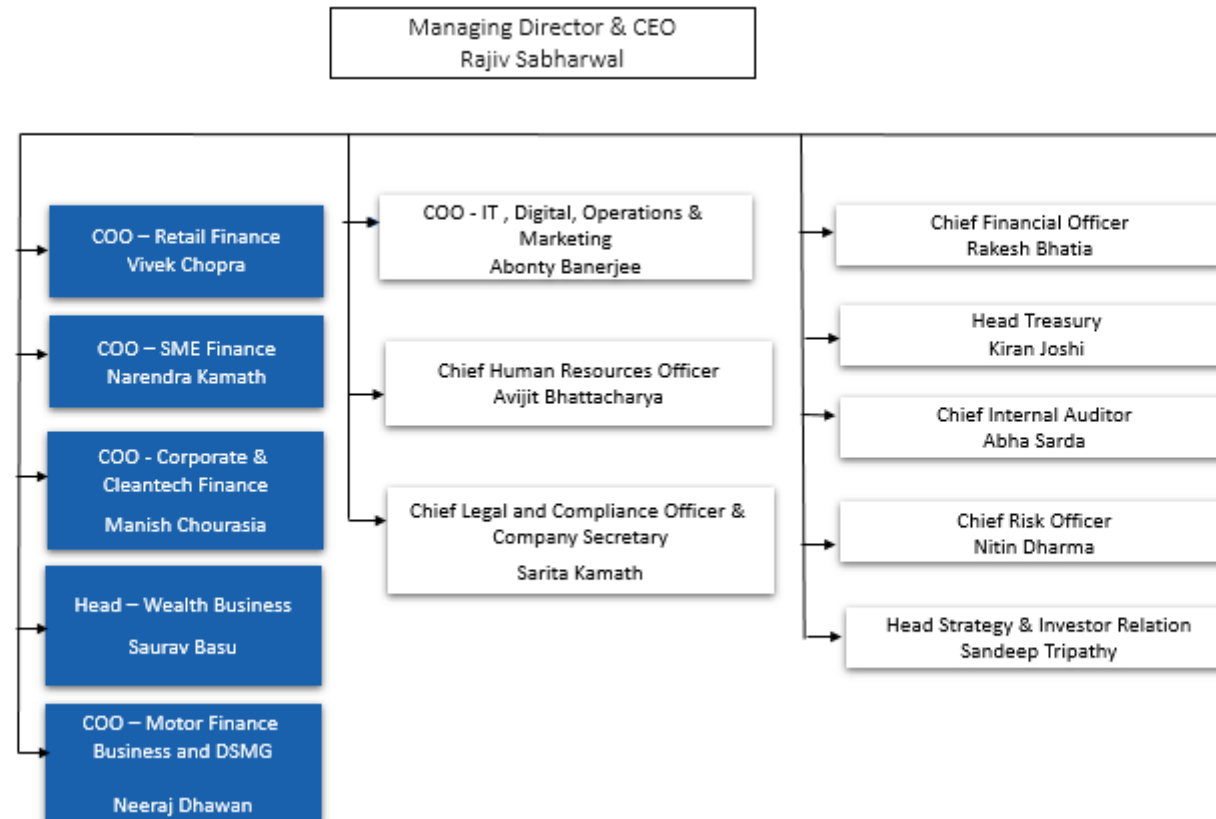 Managing Director & CEO
Rajiv Sabharwal
COO – Retail Finance
Vivek Chopra
COO – SME Finance
Narendra Kamath
COO - Corporate &
Cleantech Finance
Manish Chourasia
Head – Wealth Business
Saurav Basu
COO – Motor Finance
Business and DSMG
Neeraj Dhawan
COO - IT , Digital, Operations &
Marketing
Abonty Banerjee
Chief Human Resources Officer
Avijit Bhattacharya
Chief Legal and Compliance Officer &
Company Secretary
Sarita Kamath
Chief Financial Officer
Rakesh Bhatia
Head Treasury
Kiran Joshi
Chief Internal Auditor
Abha Sarda
Chief Risk Officer
Nitin Dharma
Head Strategy & Investor Relation
Sandeep Tripathy